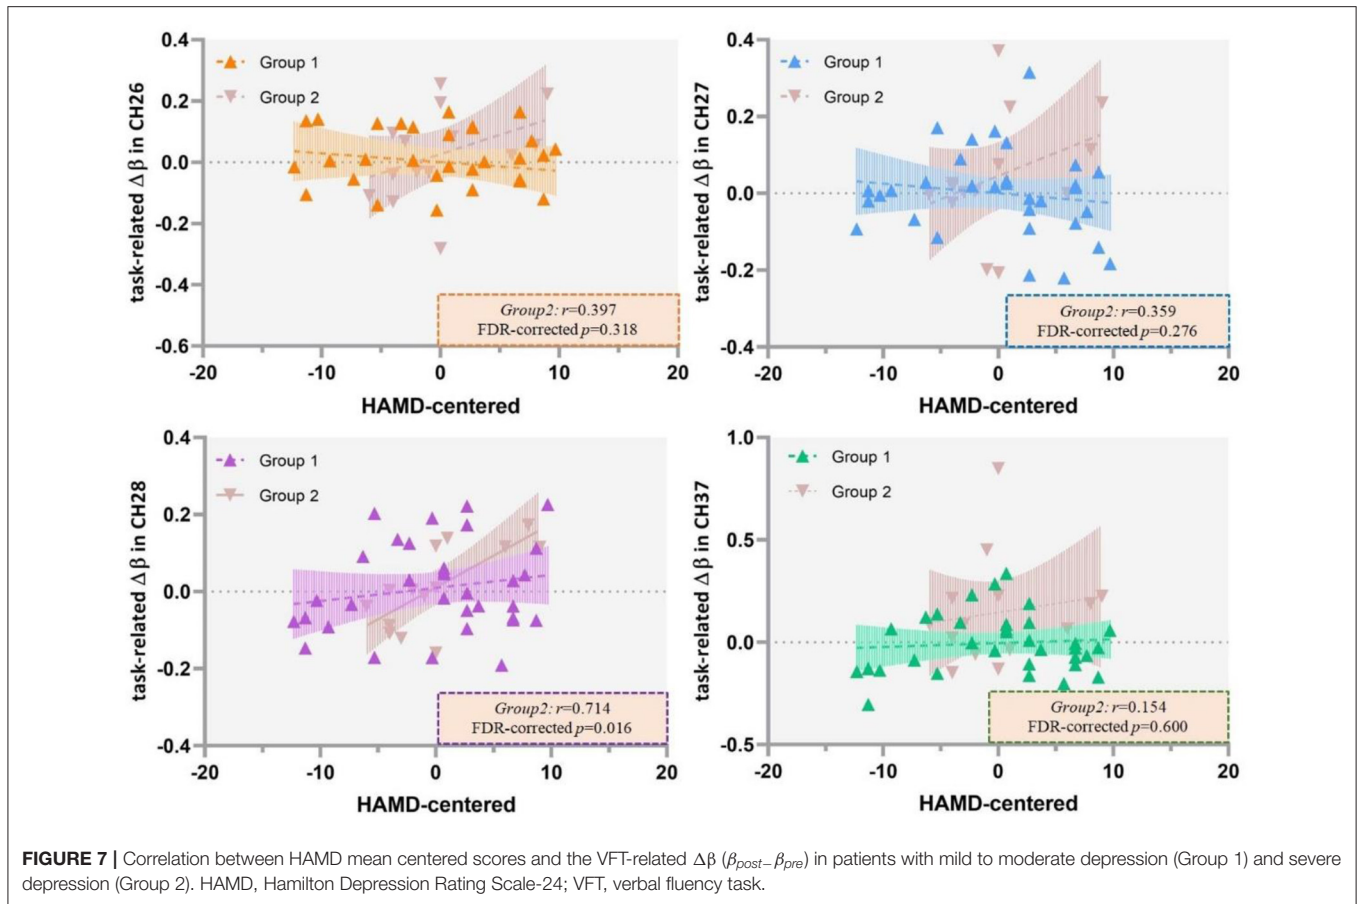 0.4
0.2
0.0
-0.2
-0.4
-0.6
task-related Δβ in CH26
Group 1
Group 2
Group2: r=0.397
FDR-corrected p=0.318
-20
-10
0
10
20
HAMD-centered
0.4
0.2
0.0
-0.2
-0.4
task-related Δβ in CH27
Group 1
Group 2
Group2: r=0.359
FDR-corrected p=0.276
-20
-10
0
10
20
HAMD-centered
0.4
0.2
0.0
-0.2
-0.4
task-related Δβ in CH28
Group 1
Group 2
Group2: r=0.714
FDR-corrected p=0.016
-20
-10
0
10
20
HAMD-centered
1.0
0.5
0.0
-0.5
task-related Δβ in CH37
Group 1
Group 2
Group2: r=0.154
FDR-corrected p=0.600
-20
-10
0
10
20
HAMD-centered
FIGURE 7 | Correlation between HAMD mean centered scores and the VFT-related Δβ (βpost−βpre) in patients with mild to moderate depression (Group 1) and severe
depression (Group 2). HAMD, Hamilton Depression Rating Scale-24; VFT, verbal fluency task.